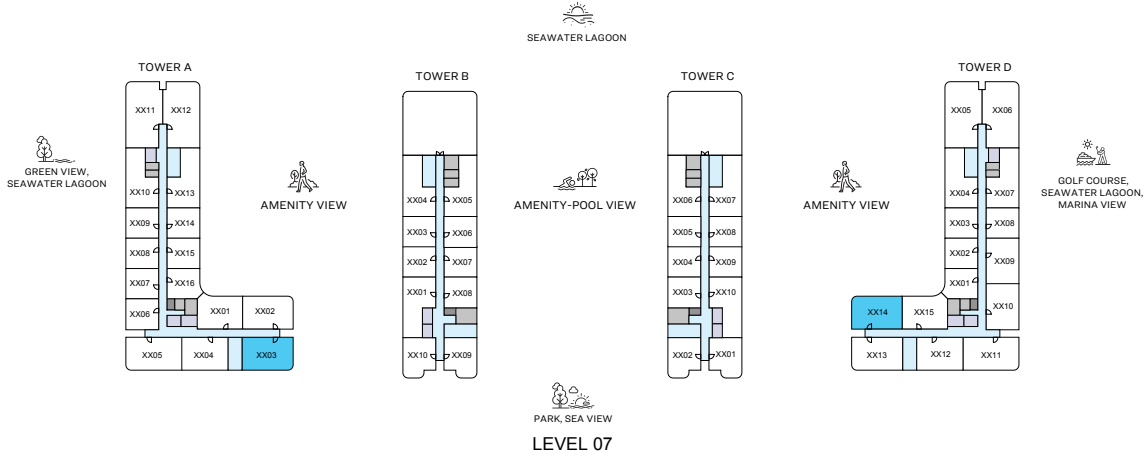 SEAWATER LAGOON
TOWER A
TOWER B
TOWER C
TOWER D
GREEN VIEW,
SEAWATER LAGOON
AMENITY VIEW
AMENITY-POOL VIEW
AMENITY VIEW
GOLF COURSE,
SEAWATER LAGOON,
MARINA VIEW
XX11 XX12
XX10 XX13
XX09 XX14
XX08 XX15
XX07 XX16
XX06 XX01 XX02
XX05 XX04 XX03
XX04 XX05
XX03 XX06
XX02 XX07
XX01 XX08
XX10 XX09
XX06 XX07
XX05 XX08
XX04 XX09
XX03 XX10
XX02 XX01
XX05 XX06
XX04 XX07
XX03 XX08
XX02 XX09
XX01
XX14 XX15 XX10
XX13 XX12 XX11
PARK, SEA VIEW
LEVEL 07